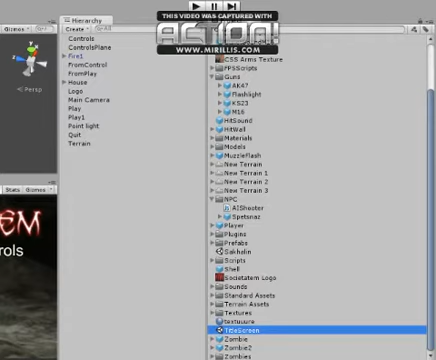 THIS VIDEO WAS CAPTURED WITH
ACTION!
WWW.MIRILLIS.COM
Gizmos
Persp
Stats
Gizmos
EM
rols
Hierarchy
Create
All
Controls
ControlsPlane
Fire1
FromControl
FromPlay
House
Logo
Main Camera
Play
Play1
Point light
Quit
Terrain
CSS Arms Texture
FPSScripts
Guns
AK47
Flashlight
KS23
M16
HitSound
HitWall
Materials
Models
MuzzleFlash
New Terrain
New Terrain 1
New Terrain 2
New Terrain 3
NPC
AIShooter
Spetsnaz
Player
Plugins
Prefabs
Sakhalin
Scripts
Shell
Societatem Logo
Sounds
Standard Assets
Terrain Assets
Textures
textuuure
TitleScreen
Zombie
Zombie2
Zombies